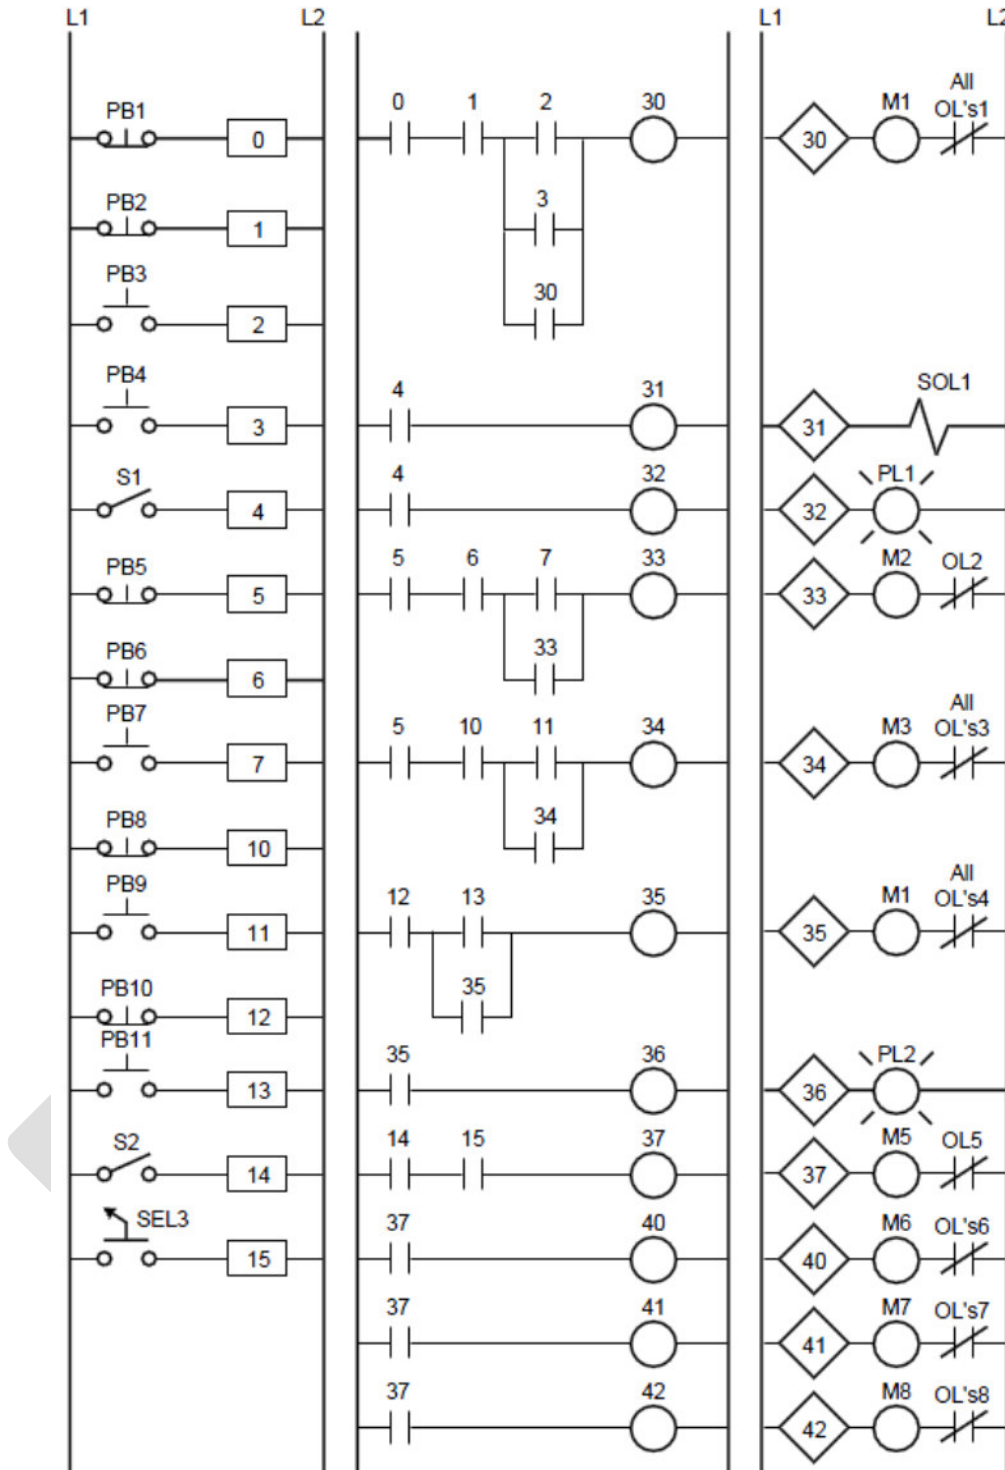 L1 L2 L1 L2
PB1 0 0 1 2 30 30 M1 All OL's1
PB2 1 3
PB3 2 30
PB4 3 4 31 31 SOL1
S1 4 4 32 32 PL1
PB5 5 5 6 7 33 33 M2 OL2
PB6 6 33
PB7 7 5 10 11 34 34 M3 All OL's3
PB8 10 34
PB9 11 12 13 35 35 M1 All OL's4
PB10 12 35
PB11 13 35 36 36 PL2
S2 14 14 15 37 37 M5 OL5
SEL3 15 37 40 40 M6 OL's6
37 41 41 M7 OL's7
37 42 42 M8 OL's8